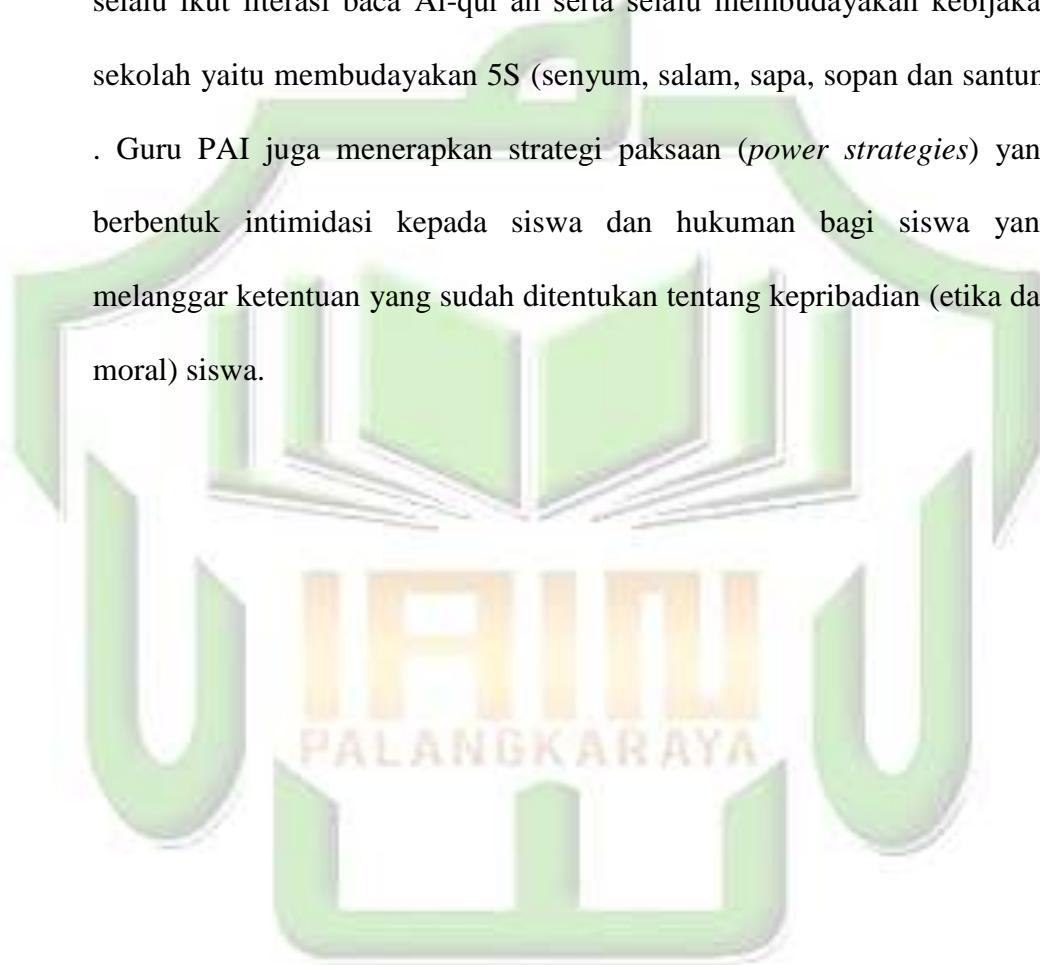 selalu ikut literasi baca Al-qur'an serta selalu membudayakan kebijaka
sekolah yaitu membudayakan 5S (senyum, salam, sapa, sopan dan santun
. Guru PAI juga menerapkan strategi paksaan (power strategies) yan
berbentuk intimidasi kepada siswa dan hukuman bagi siswa yan
melanggar ketentuan yang sudah ditentukan tentang kepribadian (etika da
moral) siswa.
IAIN
PALANGKARAYA